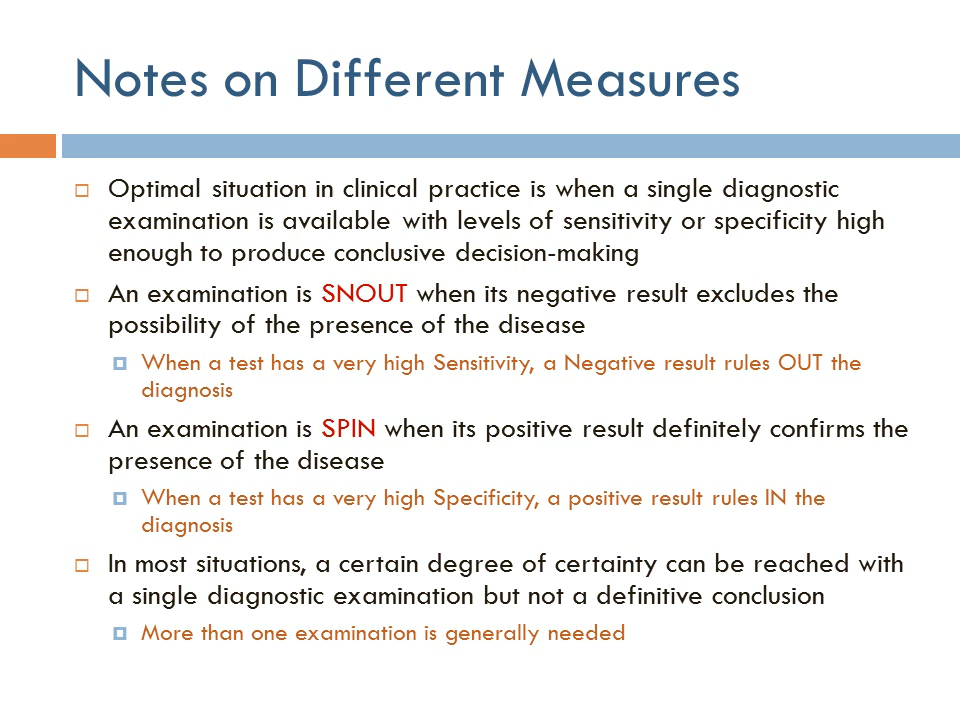 Notes on Different Measures
Optimal situation in clinical practice is when a single diagnostic
examination is available with levels of sensitivity or specificity high
enough to produce conclusive decision-making
An examination is SNOUT when its negative result excludes the
possibility of the presence of the disease
When a test has a very high Sensitivity, a Negative result rules OUT the
diagnosis
An examination is SPIN when its positive result definitely confirms the
presence of the disease
When a test has a very high Specificity, a positive result rules IN the
diagnosis
In most situations, a certain degree of certainty can be reached with
a single diagnostic examination but not a definitive conclusion
More than one examination is generally needed